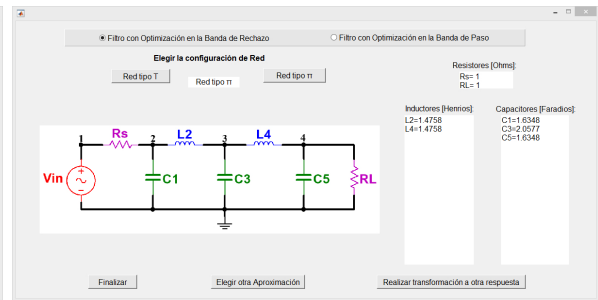 Filtro con Optimización en la Banda de Rechazo
Filtro con Optimización en la Banda de Paso
Elegir la configuración de Red
Red tipo T
Red tipo π
Red tipo π
Resistores [Ohms]:
Rs= 1
RL= 1
Inductores [Henrios]:
L2=1.4758
L4=1.4758
Capacitores [Faradios]:
C1=1.6348
C3=2.0577
C5=1.6348
1 Rs 2 L2 3 L4 4
Vin
C1
C3
C5
RL
Finalizar
Elegir otra Aproximación
Realizar transformación a otra respuesta